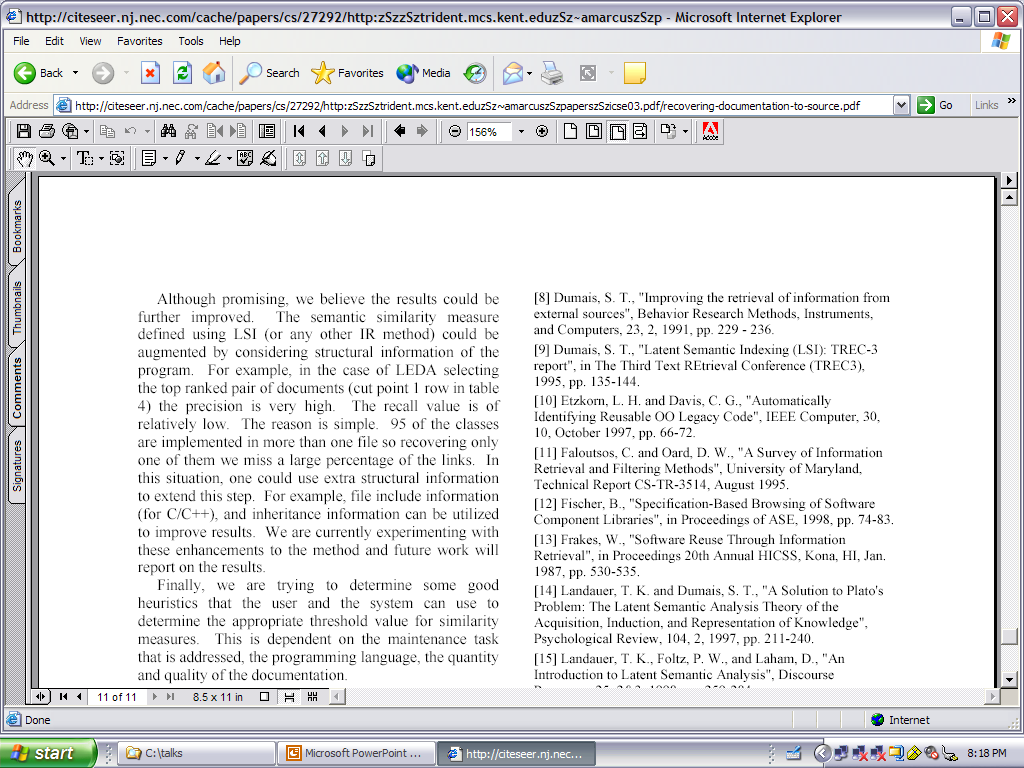 http://citeseer.nj.nec.com/cache/papers/cs/27292/http:zSzzSztrident.mcs.kent.eduzSz~amarcuszSzp - Microsoft Internet Explorer
File Edit View Favorites Tools Help
Back Search Favorites Media
Address http://citeseer.nj.nec.com/cache/papers/cs/27292/http:zSzzSztrident.mcs.kent.eduzSz~amarcuszSzpaperszSzicse03.pdf/recovering-documentation-to-source.pdf Go Links »
156% Adobe
Bookmarks
Thumbnails
Comments
Signatures
Although promising, we believe the results could be
further improved. The semantic similarity measure
defined using LSI (or any other IR method) could be
augmented by considering structural information of the
program. For example, in the case of LEDA selecting
the top ranked pair of documents (cut point 1 row in table
4) the precision is very high. The recall value is of
relatively low. The reason is simple. 95 of the classes
are implemented in more than one file so recovering only
one of them we miss a large percentage of the links. In
this situation, one could use extra structural information
to extend this step. For example, file include information
(for C/C++), and inheritance information can be utilized
to improve results. We are currently experimenting with
these enhancements to the method and future work will
report on the results.
Finally, we are trying to determine some good
heuristics that the user and the system can use to
determine the appropriate threshold value for similarity
measures. This is dependent on the maintenance task
that is addressed, the programming language, the quantity
and quality of the documentation.
[8] Dumais, S. T., "Improving the retrieval of information from
external sources", Behavior Research Methods, Instruments,
and Computers, 23, 2, 1991, pp. 229 - 236.
[9] Dumais, S. T., "Latent Semantic Indexing (LSI): TREC-3
report", in The Third Text REtrieval Conference (TREC3),
1995, pp. 135-144.
[10] Etzkorn, L. H. and Davis, C. G., "Automatically
Identifying Reusable OO Legacy Code", IEEE Computer, 30,
10, October 1997, pp. 66-72.
[11] Faloutsos, C. and Oard, D. W., "A Survey of Information
Retrieval and Filtering Methods", University of Maryland,
Technical Report CS-TR-3514, August 1995.
[12] Fischer, B., "Specification-Based Browsing of Software
Component Libraries", in Proceedings of ASE, 1998, pp. 74-83.
[13] Frakes, W., "Software Reuse Through Information
Retrieval", in Proceedings 20th Annual HICSS, Kona, HI, Jan.
1987, pp. 530-535.
[14] Landauer, T. K. and Dumais, S. T., "A Solution to Plato's
Problem: The Latent Semantic Analysis Theory of the
Acquisition, Induction, and Representation of Knowledge",
Psychological Review, 104, 2, 1997, pp. 211-240.
[15] Landauer, T. K., Foltz, P. W., and Laham, D., "An
Introduction to Latent Semantic Analysis", Discourse
11 of 11 8.5 x 11 in
Done Internet
start C:\talks Microsoft PowerPoint ... http://citeseer.nj.nec... 8:18 PM